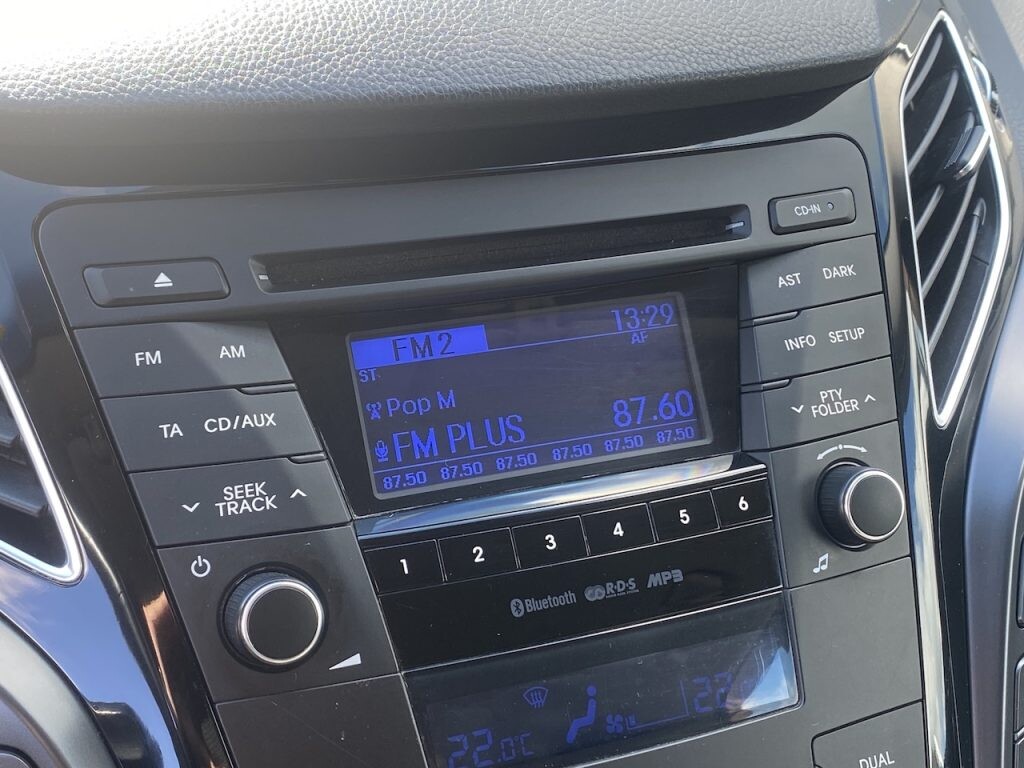 CD-IN
AST DARK
FM AM
FM2 13:29
AF
ST
INFO SETUP
Pop M
87.60
PTY
FOLDER
TA CD/AUX
FM PLUS
87.50 87.50 87.50 87.50 87.50 87.50
SEEK
TRACK
1 2 3 4 5 6
Bluetooth R·D·S MP3
22.0°C 22
DUAL